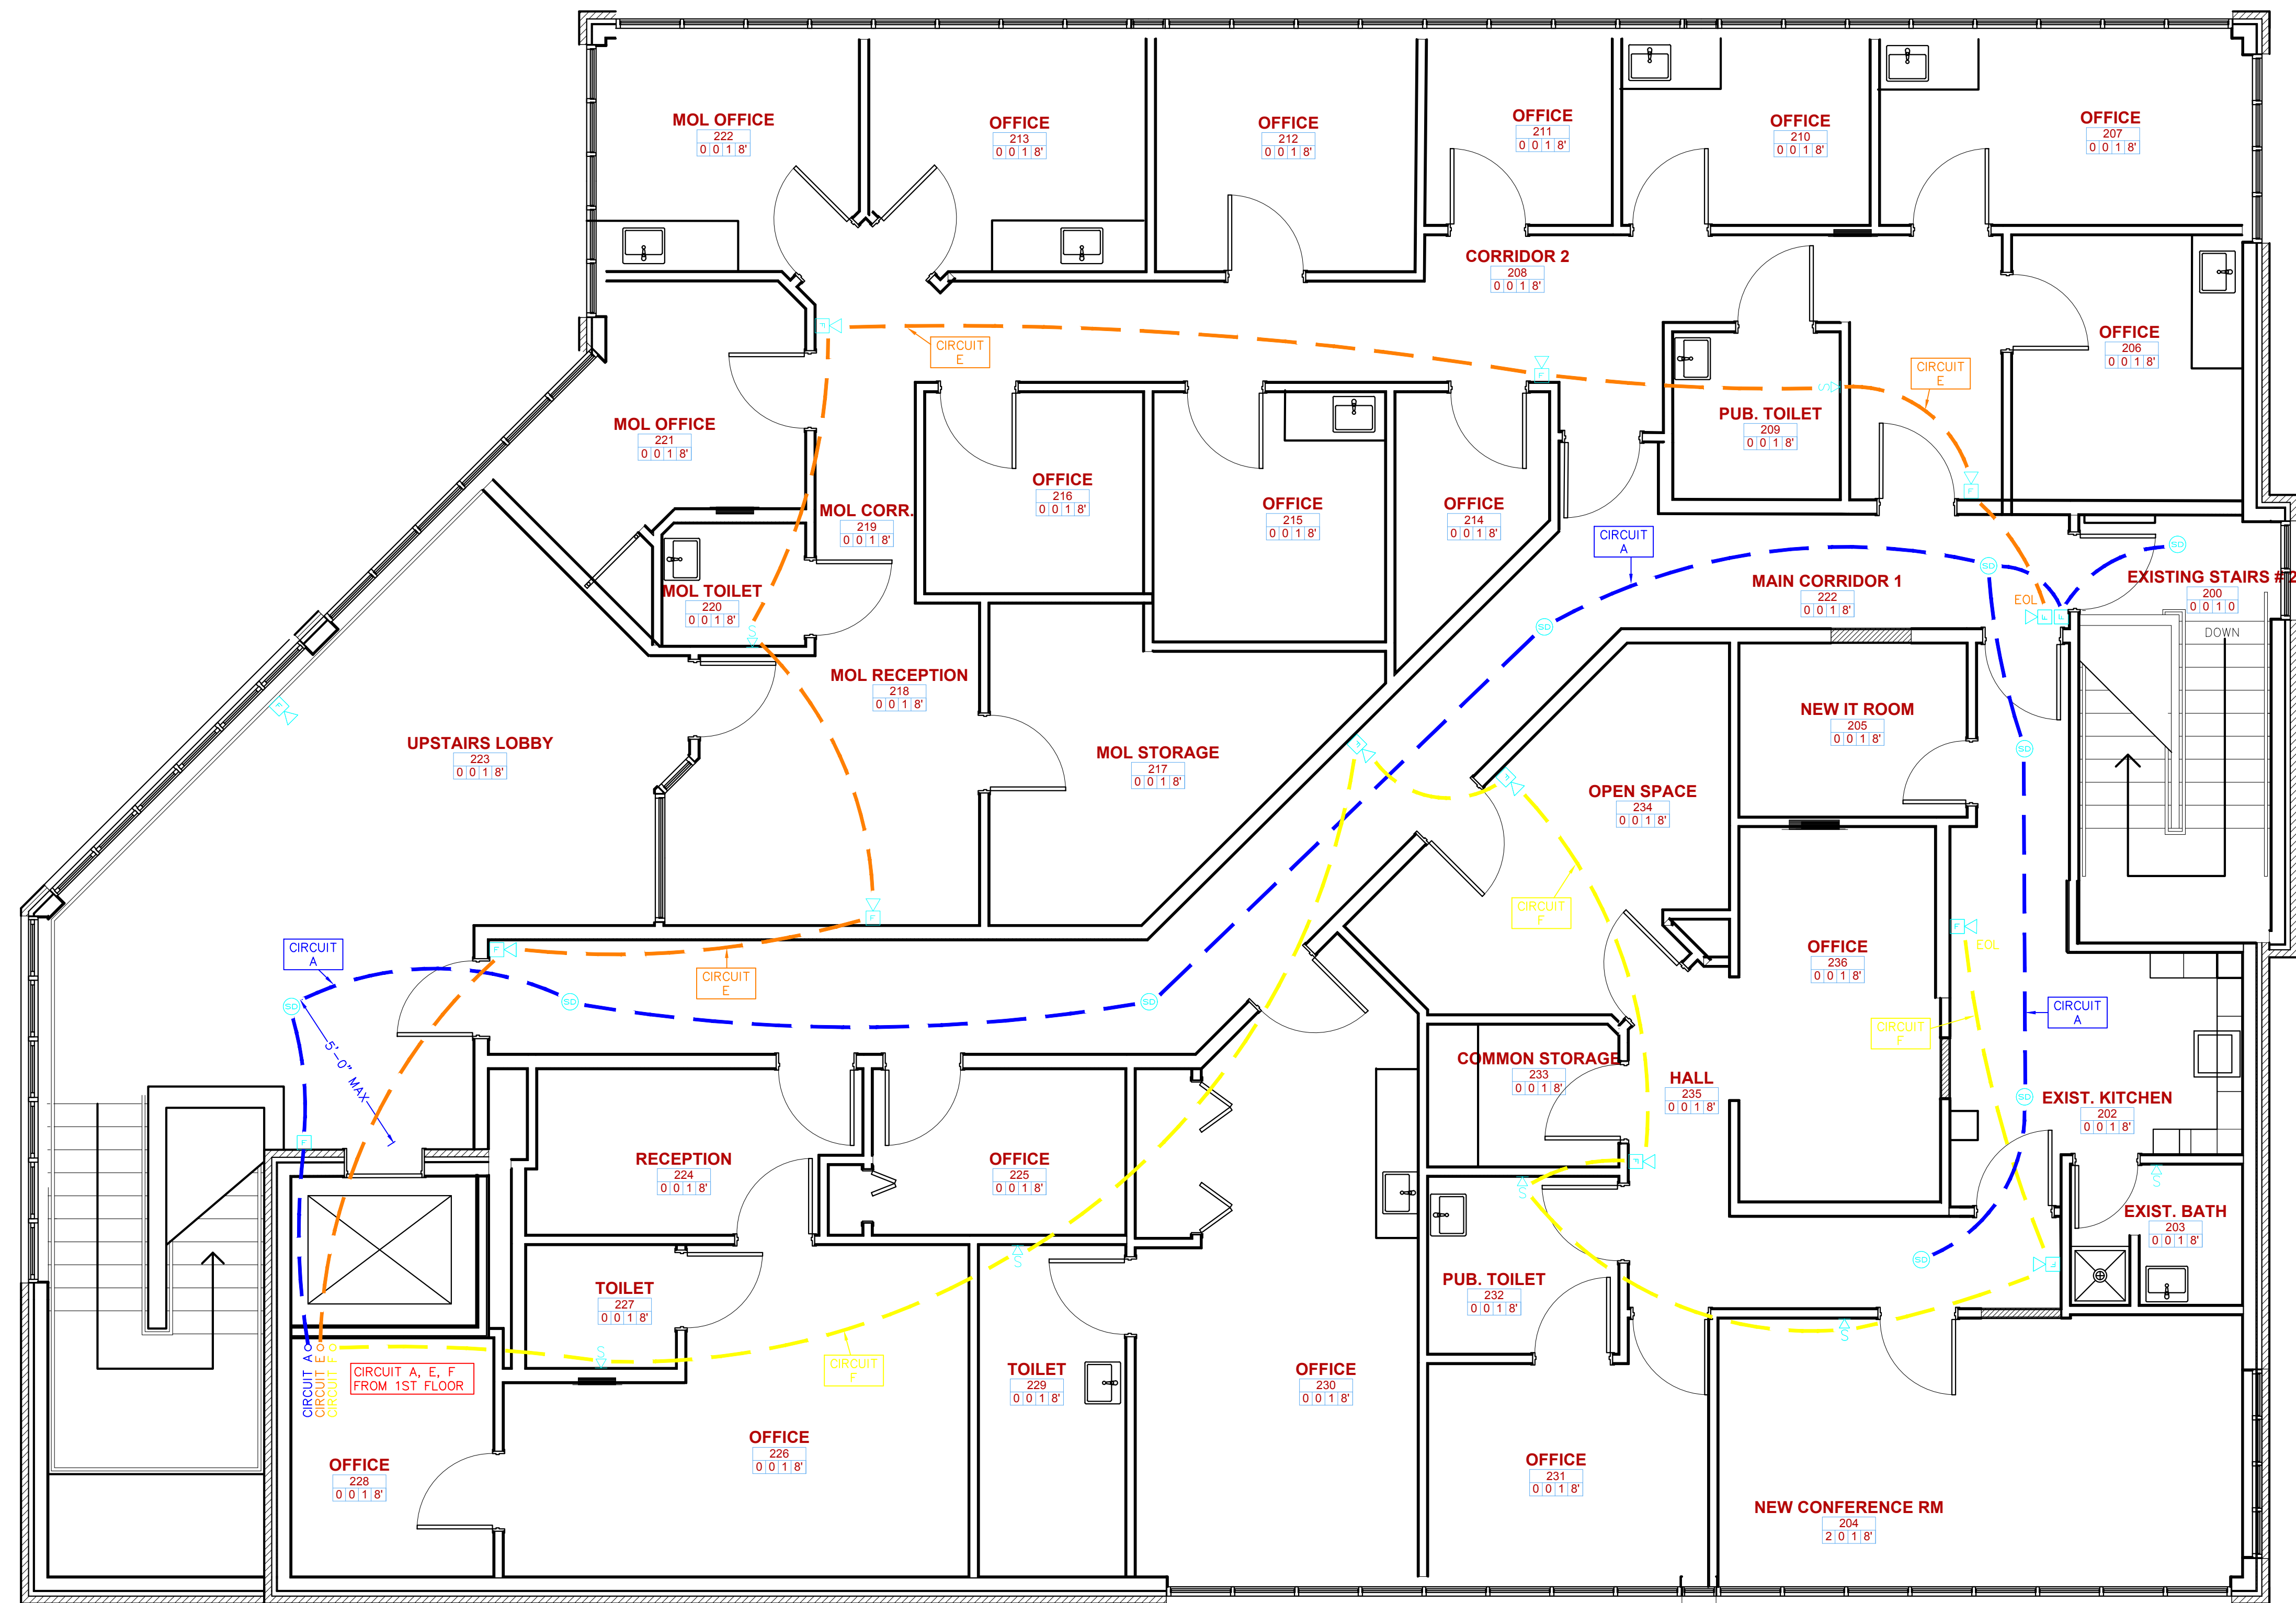 MOL OFFICE
222
0 0 1 8'
OFFICE
213
0 0 1 8'
OFFICE
212
0 0 1 8'
OFFICE
211
0 0 1 8'
OFFICE
210
0 0 1 8'
OFFICE
207
0 0 1 8'
CORRIDOR 2
208
0 0 1 8'
OFFICE
206
0 0 1 8'
CIRCUIT
E
CIRCUIT
E
PUB. TOILET
209
0 0 1 8'
MOL OFFICE
221
0 0 1 8'
MOL CORR.
219
0 0 1 8'
OFFICE
216
0 0 1 8'
OFFICE
215
0 0 1 8'
OFFICE
214
0 0 1 8'
CIRCUIT
A
MAIN CORRIDOR 1
222
0 0 1 8'
EXISTING STAIRS # 2
200
0 0 1 0
EOL
DOWN
MOL TOILET
220
0 0 1 8'
MOL RECEPTION
218
0 0 1 8'
UPSTAIRS LOBBY
223
0 0 1 8'
MOL STORAGE
217
0 0 1 8'
NEW IT ROOM
205
0 0 1 8'
OPEN SPACE
234
0 0 1 8'
CIRCUIT
F
CIRCUIT
A
CIRCUIT
E
OFFICE
236
0 0 1 8'
EOL
CIRCUIT
F
CIRCUIT
A
5'-0" MAX
COMMON STORAGE
233
0 0 1 8'
HALL
235
0 0 1 8'
EXIST. KITCHEN
202
0 0 1 8'
RECEPTION
224
0 0 1 8'
OFFICE
225
0 0 1 8'
EXIST. BATH
203
0 0 1 8'
TOILET
227
0 0 1 8'
PUB. TOILET
232
0 0 1 8'
CIRCUIT A
CIRCUIT E
CIRCUIT F
CIRCUIT A, E, F
FROM 1ST FLOOR
CIRCUIT
F
TOILET
229
0 0 1 8'
OFFICE
230
0 0 1 8'
OFFICE
228
0 0 1 8'
OFFICE
226
0 0 1 8'
OFFICE
231
0 0 1 8'
NEW CONFERENCE RM
204
2 0 1 8'
F
F
F
F
F
F
F
F
F
F
F
F
F
F
S
S
S
S
S
S
S
SD
SD
SD
SD
SD
SD
SD
SD
SD